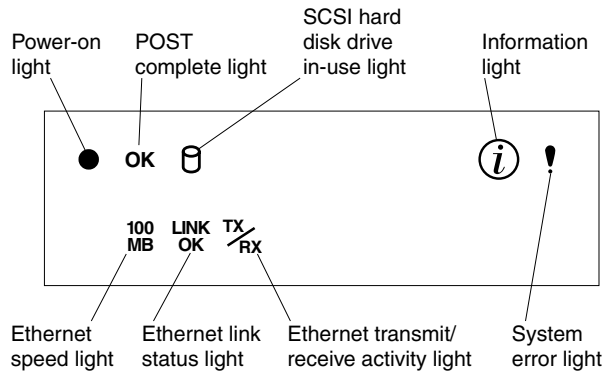 Power-on
light
POST
complete light
SCSI hard
disk drive
in-use light
Information
light
OK
i
!
100
MB
LINK
OK
TX
RX
Ethernet
speed light
Ethernet link
status light
Ethernet transmit/
receive activity light
System
error light